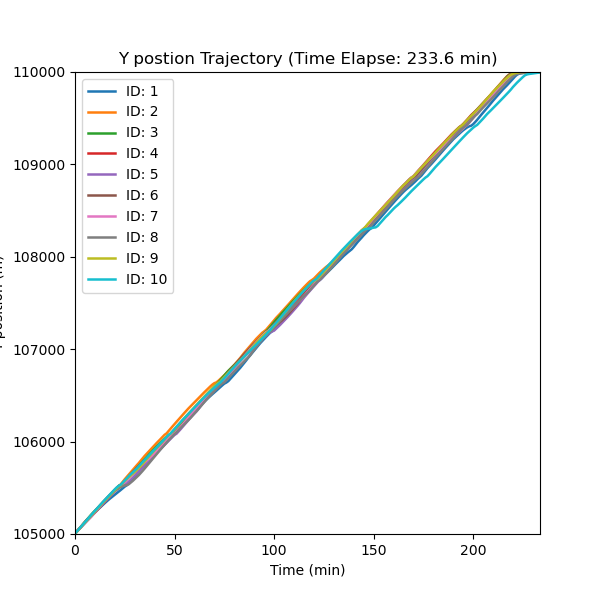 Y postion Trajectory (Time Elapse: 233.6 min)
110000
109000
108000
107000
106000
105000
ID: 1
ID: 2
ID: 3
ID: 4
ID: 5
ID: 6
ID: 7
ID: 8
ID: 9
ID: 10
0 50 100 150 200
Time (min)